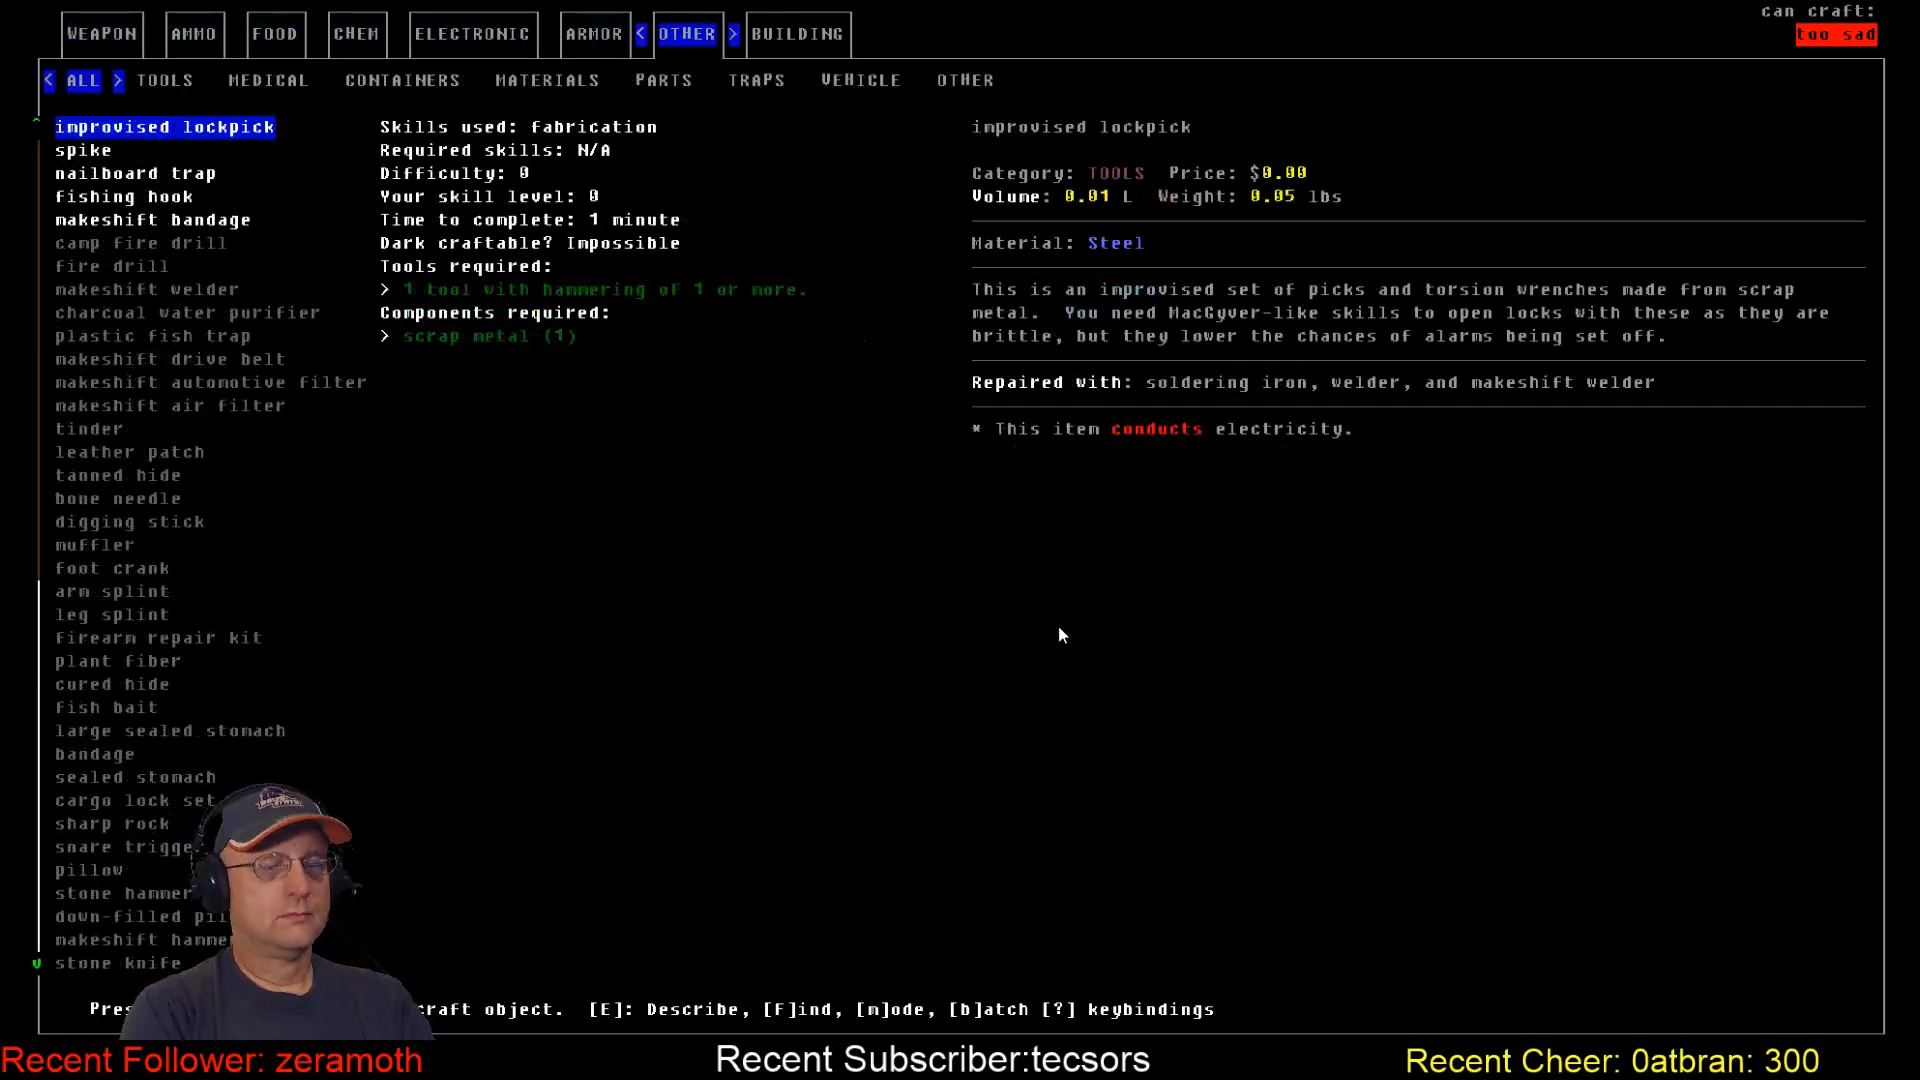 can craft:
WEAPON AMMO FOOD CHEM ELECTRONIC ARMOR < OTHER > BUILDING
too sad
< ALL > TOOLS MEDICAL CONTAINERS MATERIALS PARTS TRAPS VEHICLE OTHER
improvised lockpick
spike
nailboard trap
fishing hook
makeshift bandage
camp fire drill
fire drill
makeshift welder
charcoal water purifier
plastic fish trap
makeshift drive belt
makeshift automotive filter
makeshift air filter
tinder
leather patch
tanned hide
bone needle
digging stick
muffler
foot crank
arm splint
leg splint
firearm repair kit
plant fiber
cured hide
fish bait
large sealed stomach
bandage
sealed stomach
cargo lock set
sharp rock
snare trigge
pillow
stone hammer
down-filled pil
makeshift hamme
v stone knife
Skills used: fabrication
Required skills: N/A
Difficulty: 0
Your skill level: 0
Time to complete: 1 minute
Dark craftable? Impossible
Tools required:
> 1 tool with hammering of 1 or more.
Components required:
> scrap metal (1)
improvised lockpick
Category: TOOLS Price: $0.00
Volume: 0.01 L Weight: 0.05 lbs
Material: Steel
This is an improvised set of picks and torsion wrenches made from scrap
metal. You need MacGyver-like skills to open locks with these as they are
brittle, but they lower the chances of alarms being set off.
Repaired with: soldering iron, welder, and makeshift welder
* This item conducts electricity.
Pres craft object. [E]: Describe, [F]ind, [m]ode, [b]atch [?] keybindings
Recent Follower: zeramoth
Recent Subscriber:tecsors
Recent Cheer: 0atbran: 300